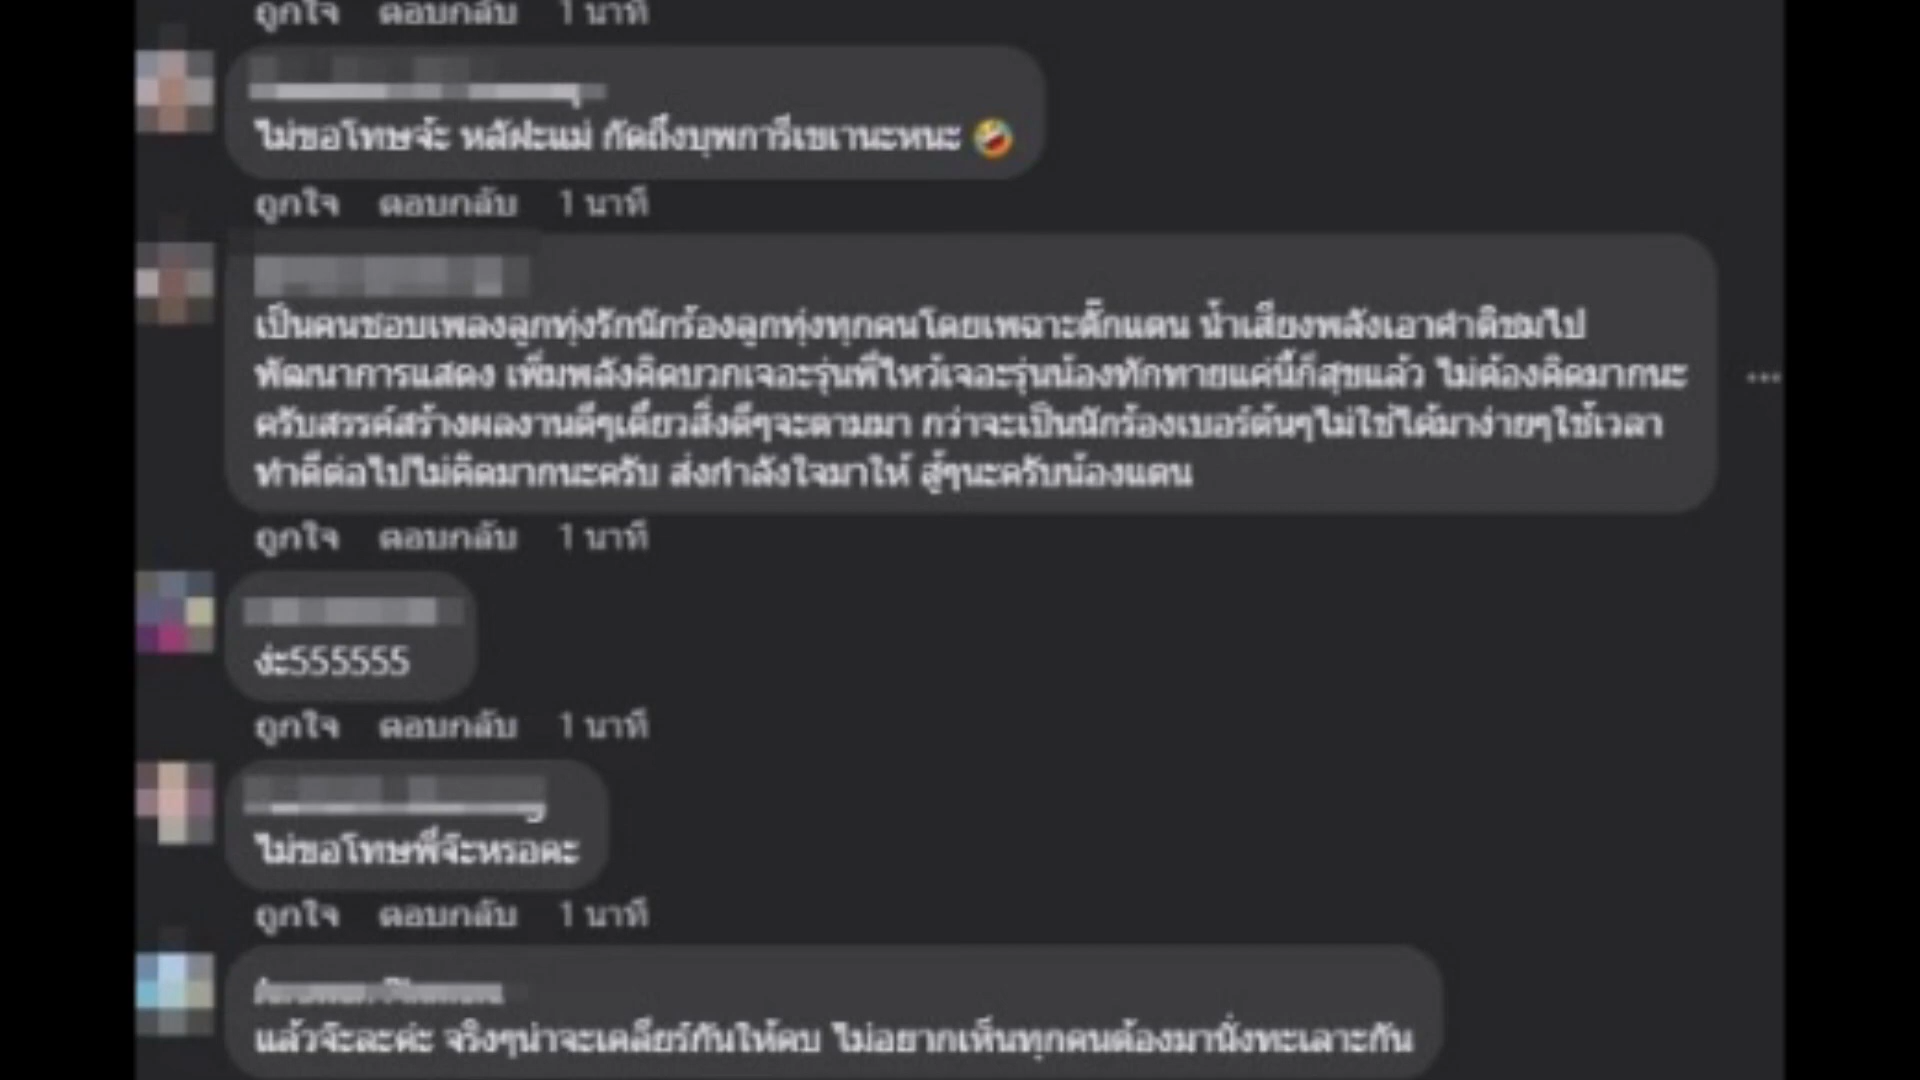 ถูกใจ ตอบกลับ 1 นาที
ไม่ขอโทษจ้ะ หลัฝะแม่ กัดถึงบุพการีเขเานะหนะ 🤣
ถูกใจ ตอบกลับ 1 นาที
เป็นคนชอบเพลงลูกทุ่งรักนักร้องลูกทุ่งทุกคนโดยเพฉาะตั๊กแตน น้ำเสียงพลังเอาคำติชมไป
พัฒนาการแสดง เพิ่มพลังคิดบวกเจอะรุ่นพี่ไหว้เจอะรุ่นน้องทักทายแค่นี้ก็สุขแล้ว ไม่ต้องคิดมากนะ
ครับสรรค์สร้างผลงานดีๆเดี๋ยวสิ่งดีๆจะตามมา กว่าจะเป็นนักร้องเบอร์ต้นๆไม่ใช่ได้มาง่ายๆใช้เวลา
ทำดีต่อไปไม่คิดมากนะครับ ส่งกำลังใจมาให้ สู้ๆนะครับน้องแตน
ถูกใจ ตอบกลับ 1 นาที
ง่ะ555555
ถูกใจ ตอบกลับ 1 นาที
ไม่ขอโทษพี่จ๊ะหรอคะ
ถูกใจ ตอบกลับ 1 นาที
แล้วจ๊ะละค่ะ จริงๆน่าจะเคลียร์กันให้จบ ไม่อยากเห็นทุกคนต้องมานั่งทะเลาะกัน